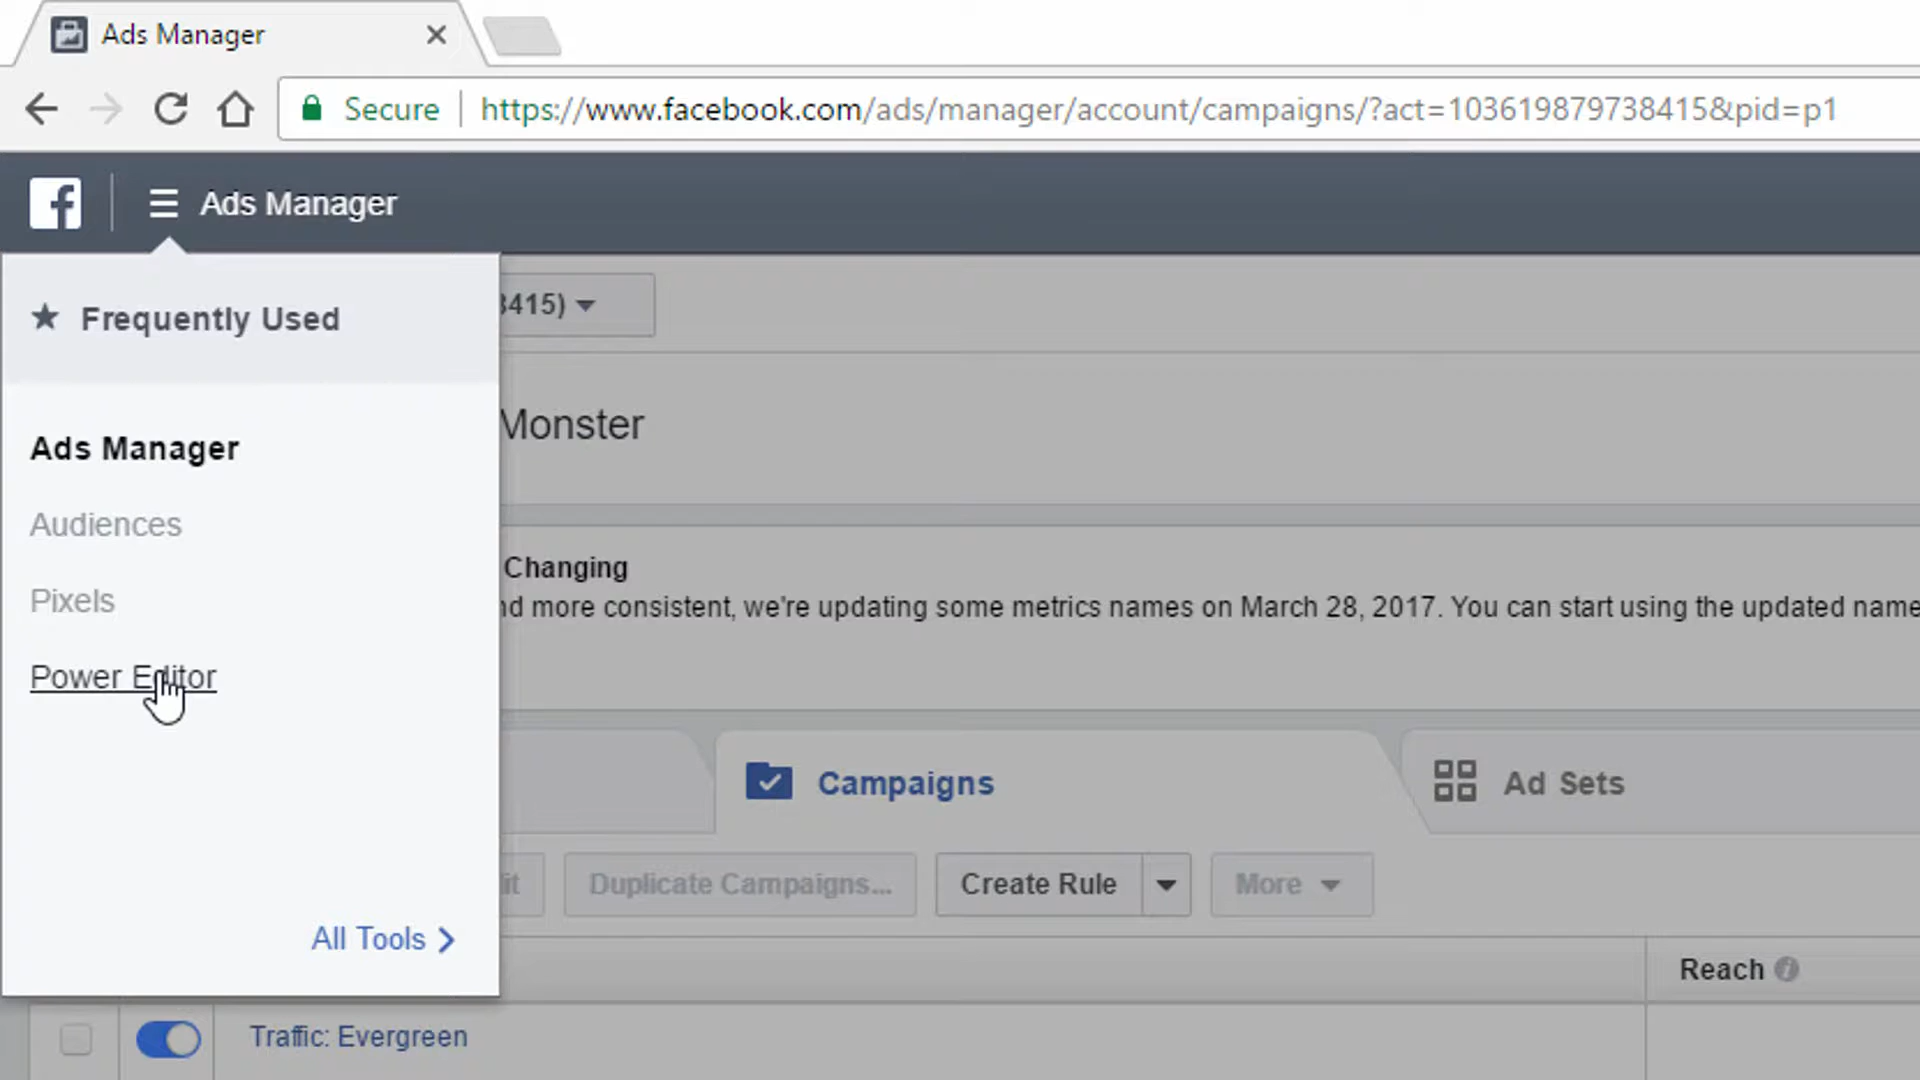 Ads Manager
Secure https://www.facebook.com/ads/manager/account/campaigns/?act=103619879738415&pid=p1
Ads Manager
Frequently Used
3415)
Monster
Ads Manager
Audiences
Changing
Pixels
nd more consistent, we're updating some metrics names on March 28, 2017. You can start using the updated name
Power Editor
Campaigns
Ad Sets
it
Duplicate Campaigns...
Create Rule
More
All Tools
Reach
Traffic: Evergreen